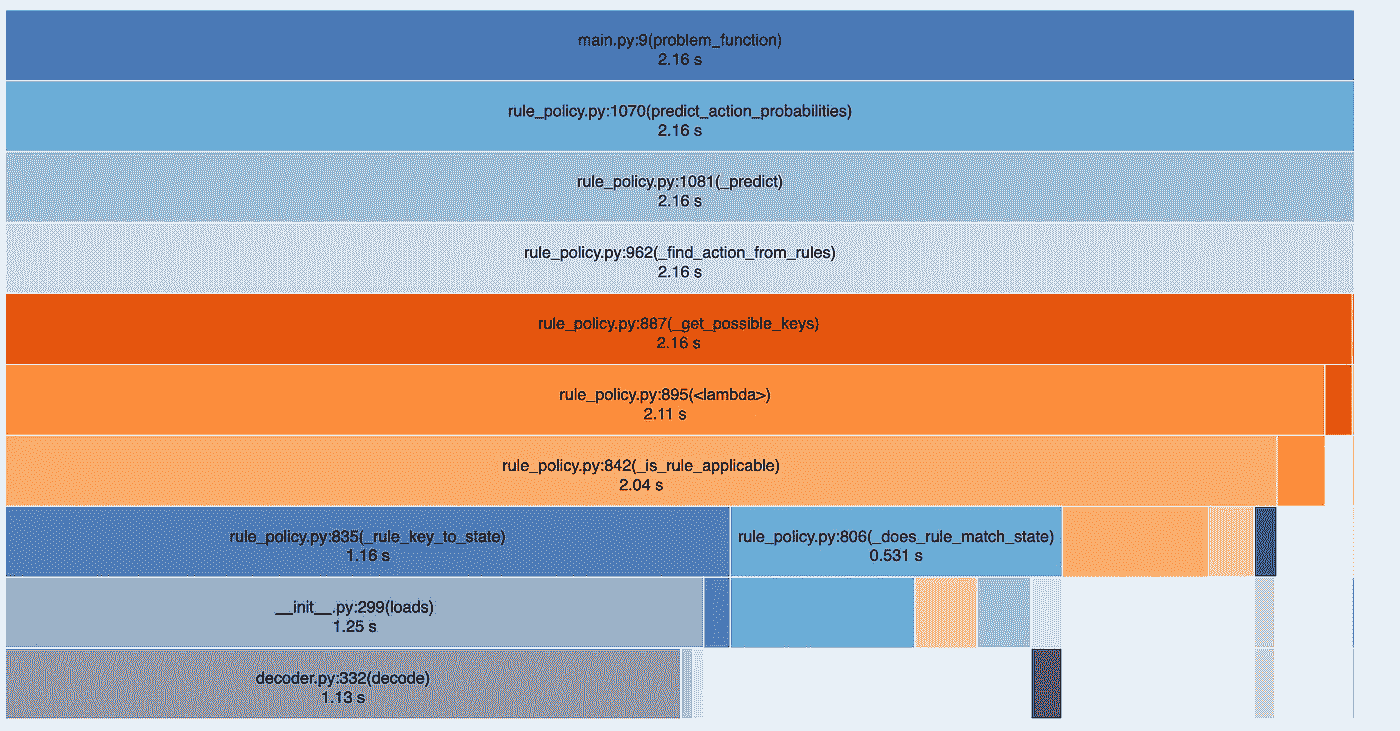 main.py:9(problem_function)
2.16 s
rule_policy.py:1070(predict_action_probabilities)
2.16 s
rule_policy.py:1081(_predict)
2.16 s
rule_policy.py:962(_find_action_from_rules)
2.16 s
rule_policy.py:887(_get_possible_keys)
2.16 s
rule_policy.py:895(<lambda>)
2.11 s
rule_policy.py:842(_is_rule_applicable)
2.04 s
rule_policy.py:835(_rule_key_to_state)
1.16 s
rule_policy.py:806(_does_rule_match_state)
0.531 s
__init__.py:299(loads)
1.25 s
decoder.py:332(decode)
1.13 s